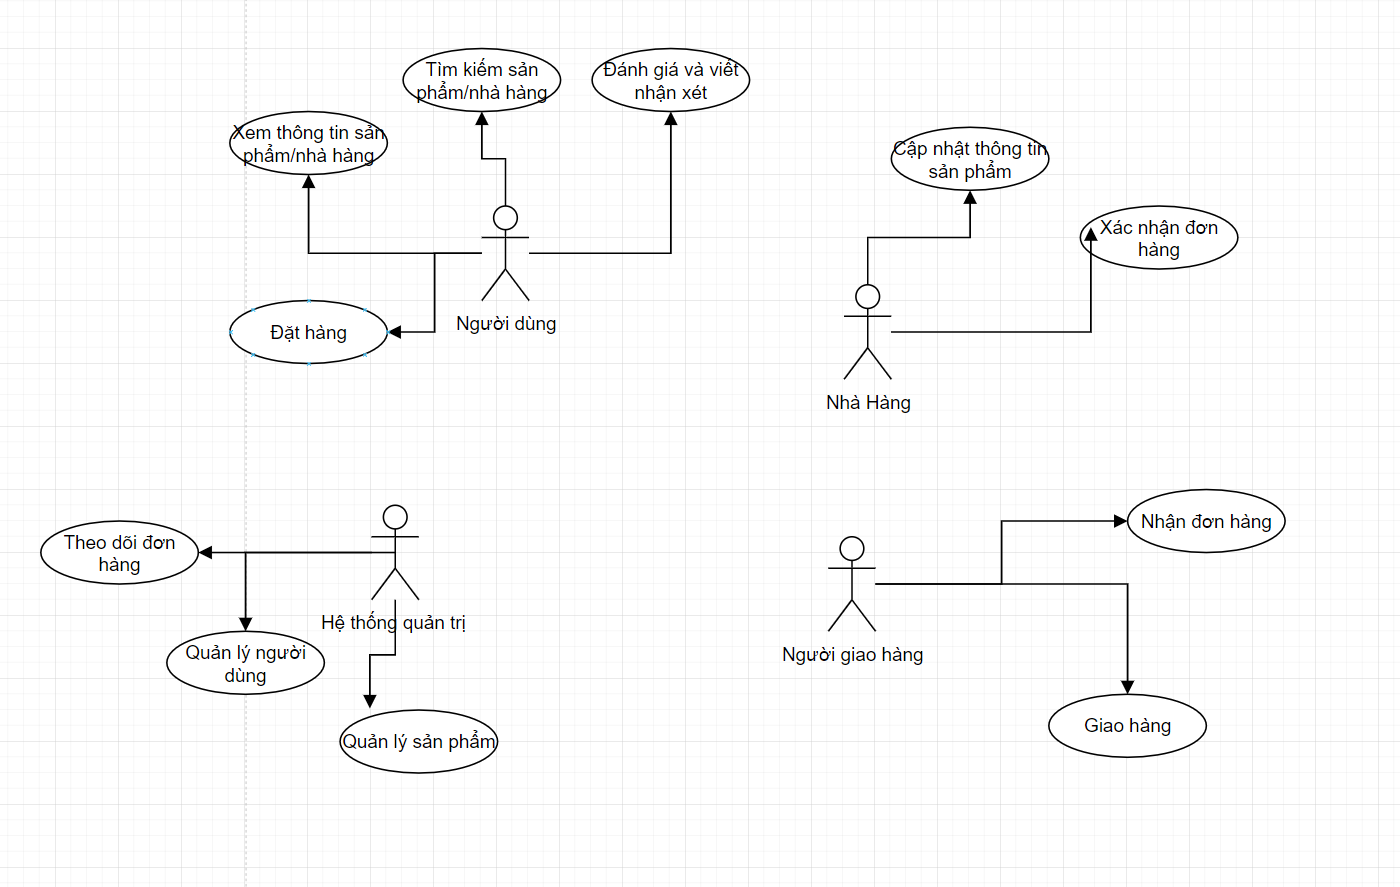 Tìm kiếm sản
phẩm/nhà hàng
Đánh giá và viết
nhận xét
Xem thông tin sản
phẩm/nhà hàng
Cập nhật thông tin
sản phẩm
Xác nhận đơn
hàng
Đặt hàng
Người dùng
Nhà Hàng
Theo dõi đơn
hàng
Nhận đơn hàng
Hệ thống quản trị
Quản lý người
dùng
Người giao hàng
Quản lý sản phẩm
Giao hàng